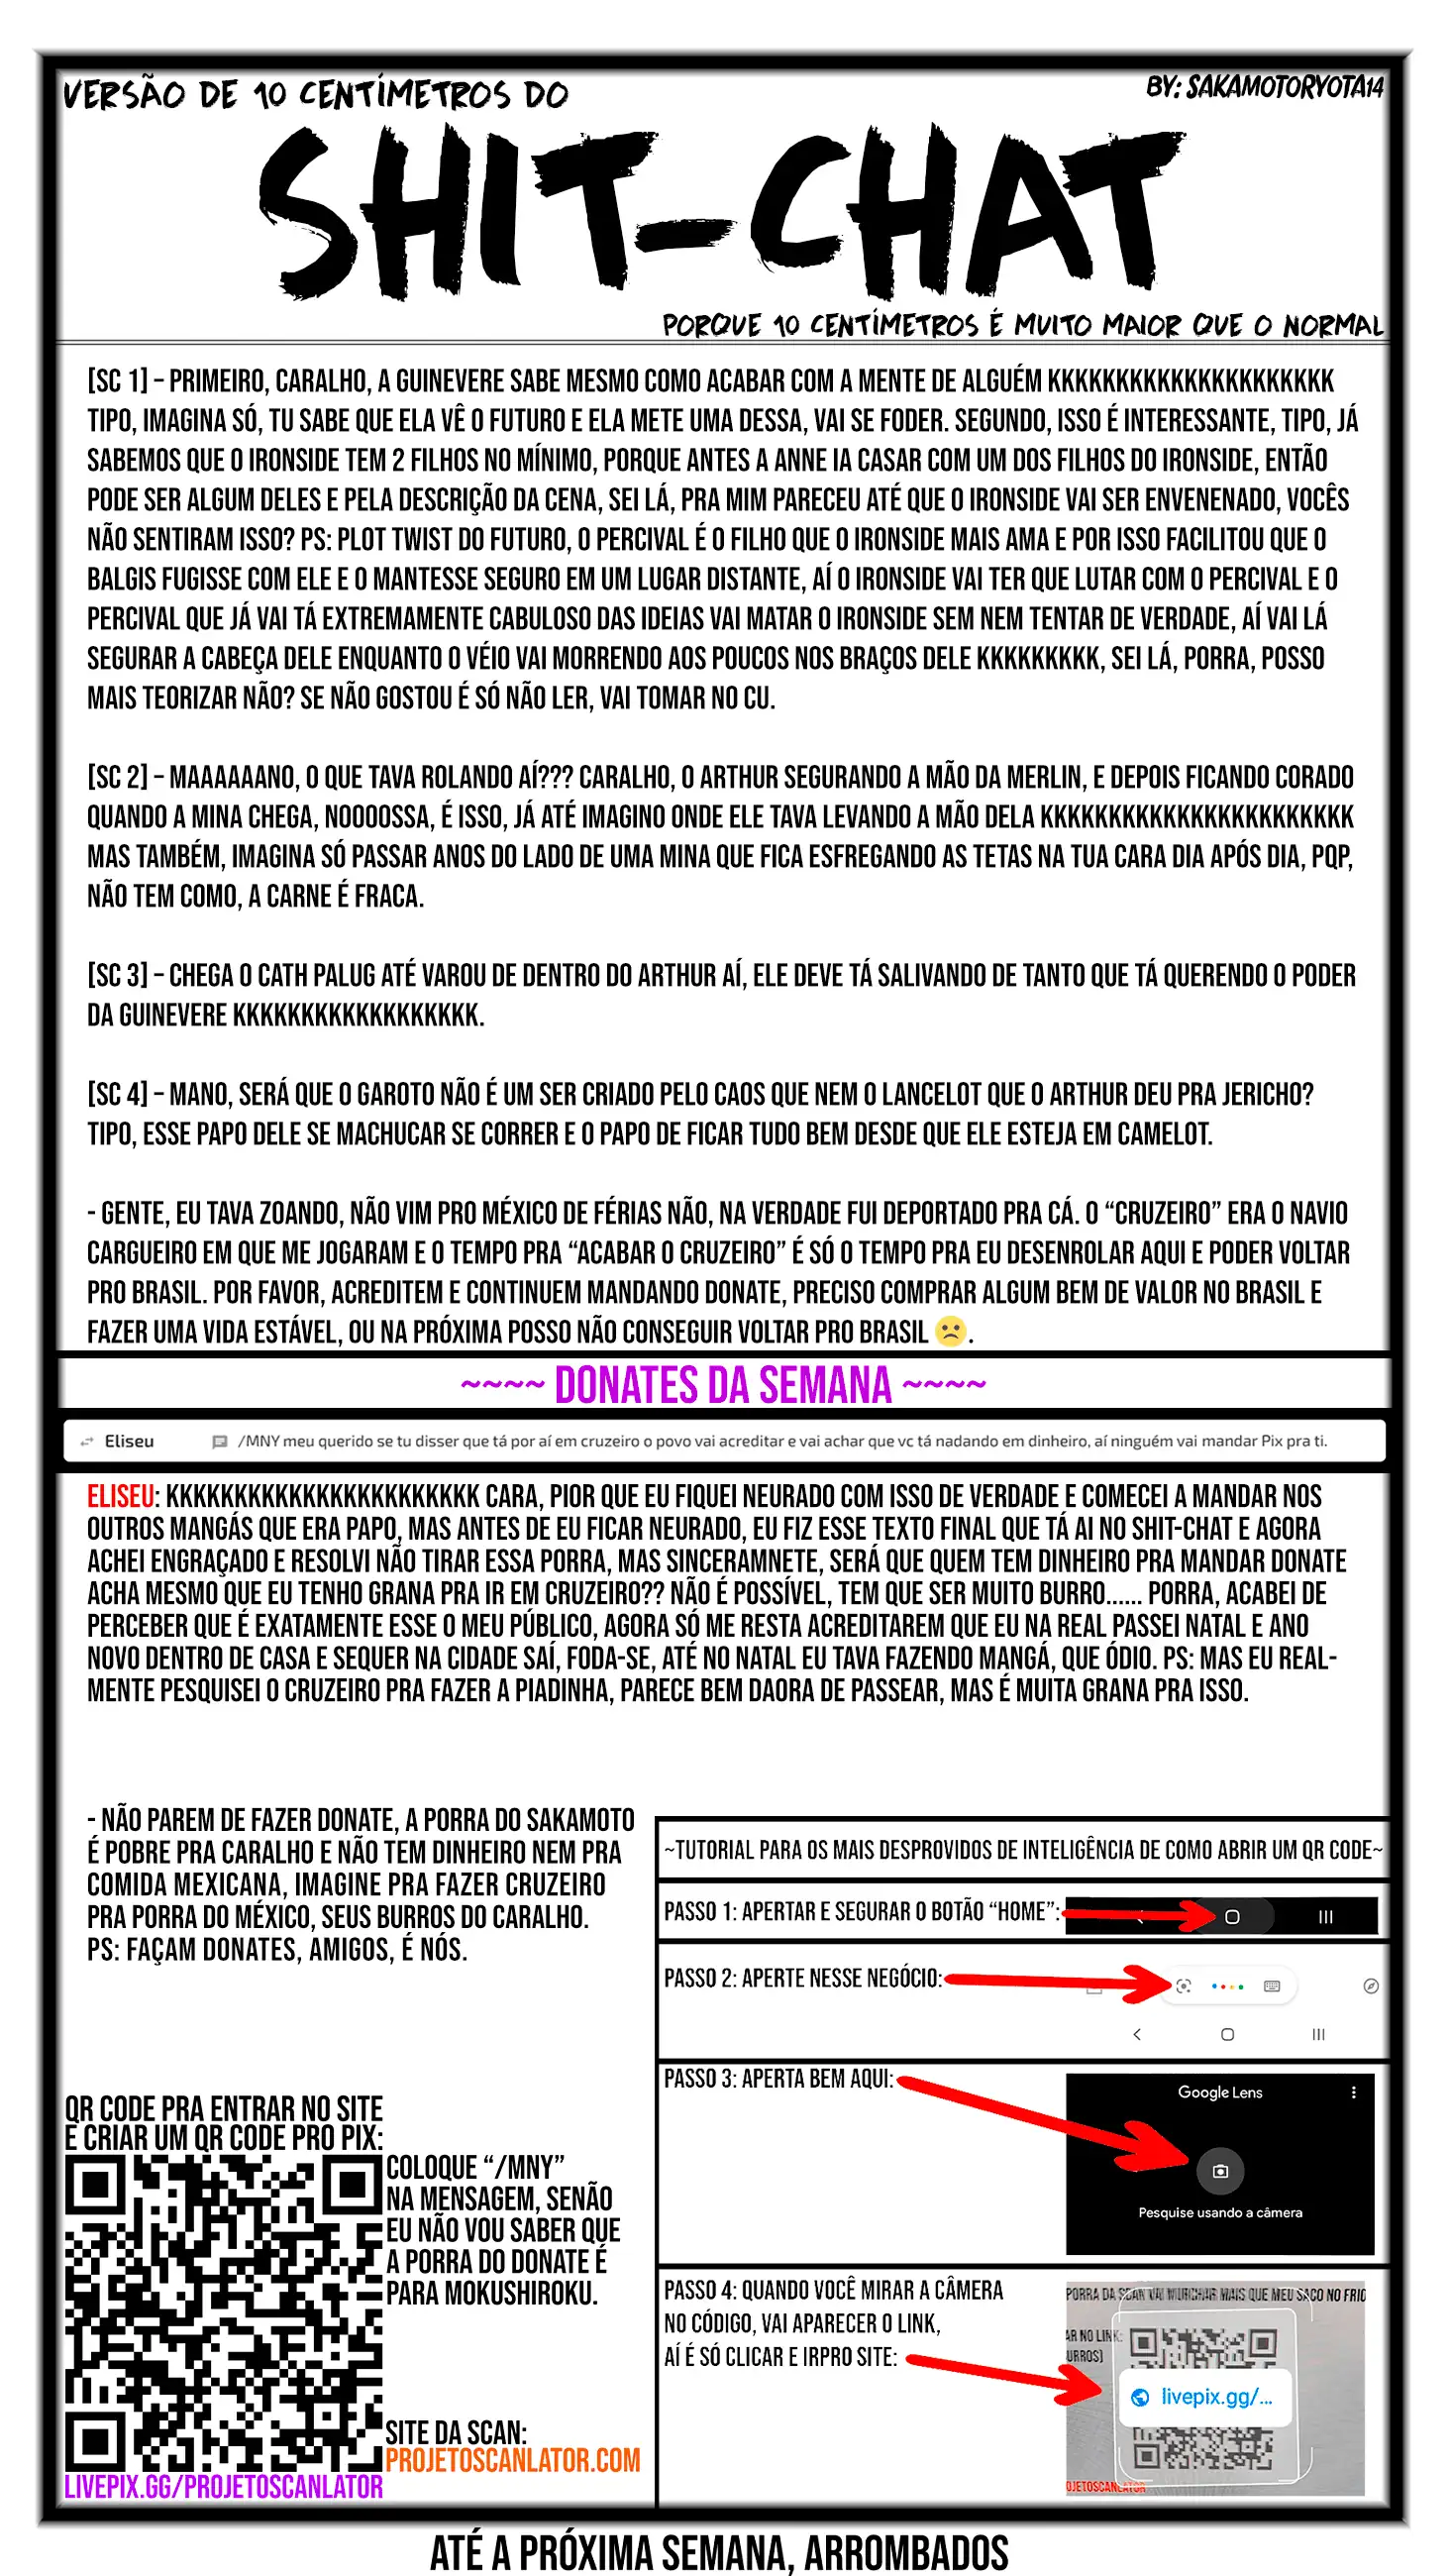 VERSÃO DE 10 CENTÍMETROS DO
BY: SAKAMOTORYOTA14
SHIT-CHAT
PORQUE 10 CENTÍMETROS É MUITO MAIOR QUE O NORMAL
[SC 1] – PRIMEIRO, CARALHO, A GUINEVERE SABE MESMO COMO ACABAR COM A MENTE DE ALGUÉM KKKKKKKKKKKKKKKKKKKKK
TIPO, IMAGINA SÓ, TU SABE QUE ELA VÊ O FUTURO E ELA METE UMA DESSA, VAI SE FODER. SEGUNDO, ISSO É INTERESSANTE, TIPO, JÁ
SABEMOS QUE O IRONSIDE TEM 2 FILHOS NO MÍNIMO, PORQUE ANTES A ANNE IA CASAR COM UM DOS FILHOS DO IRONSIDE, ENTÃO
PODE SER ALGUM DELES E PELA DESCRIÇÃO DA CENA, SEI LÁ, PRA MIM PARECEU ATÉ QUE O IRONSIDE VAI SER ENVENENADO, VOCÊS
NÃO SENTIRAM ISSO? PS: PLOT TWIST DO FUTURO, O PERCIVAL É O FILHO QUE O IRONSIDE MAIS AMA E POR ISSO FACILITOU QUE O
BALGIS FUGISSE COM ELE E O MANTESSE SEGURO EM UM LUGAR DISTANTE, AÍ O IRONSIDE VAI TER QUE LUTAR COM O PERCIVAL E O
PERCIVAL QUE JÁ VAI TÁ EXTREMAMENTE CABULOSO DAS IDEIAS VAI MATAR O IRONSIDE SEM NEM TENTAR DE VERDADE, AÍ VAI LÁ
SEGURAR A CABEÇA DELE ENQUANTO O VÉIO VAI MORRENDO AOS POUCOS NOS BRAÇOS DELE KKKKKKKKK, SEI LÁ, PORRA, POSSO
MAIS TEORIZAR NÃO? SE NÃO GOSTOU É SÓ NÃO LER, VAI TOMAR NO CU.
[SC 2] – MAAAAAANO, O QUE TAVA ROLANDO AÍ??? CARALHO, O ARTHUR SEGURANDO A MÃO DA MERLIN, E DEPOIS FICANDO CORADO
QUANDO A MINA CHEGA, NOOOOSSA, É ISSO, JÁ ATÉ IMAGINO ONDE ELE TAVA LEVANDO A MÃO DELA KKKKKKKKKKKKKKKKKKKKKKK
MAS TAMBÉM, IMAGINA SÓ PASSAR ANOS DO LADO DE UMA MINA QUE FICA ESFREGANDO AS TETAS NA TUA CARA DIA APÓS DIA, PQP,
NÃO TEM COMO, A CARNE É FRACA.
[SC 3] – CHEGA O CATH PALUG ATÉ VAROU DE DENTRO DO ARTHUR AÍ, ELE DEVE TÁ SALIVANDO DE TANTO QUE TÁ QUERENDO O PODER
DA GUINEVERE KKKKKKKKKKKKKKKKKK.
[SC 4] – MANO, SERÁ QUE O GAROTO NÃO É UM SER CRIADO PELO CAOS QUE NEM O LANCELOT QUE O ARTHUR DEU PRA JERICHO?
TIPO, ESSE PAPO DELE SE MACHUCAR SE CORRER E O PAPO DE FICAR TUDO BEM DESDE QUE ELE ESTEJA EM CAMELOT.
- GENTE, EU TAVA ZOANDO, NÃO VIM PRO MÉXICO DE FÉRIAS NÃO, NA VERDADE FUI DEPORTADO PRA CÁ. O “CRUZEIRO” ERA O NAVIO
CARGUEIRO EM QUE ME JOGARAM E O TEMPO PRA “ACABAR O CRUZEIRO” É SÓ O TEMPO PRA EU DESENROLAR AQUI E PODER VOLTAR
PRO BRASIL. POR FAVOR, ACREDITEM E CONTINUEM MANDANDO DONATE, PRECISO COMPRAR ALGUM BEM DE VALOR NO BRASIL E
FAZER UMA VIDA ESTÁVEL, OU NA PRÓXIMA POSSO NÃO CONSEGUIR VOLTAR PRO BRASIL 🙁.
~~~~ DONATES DA SEMANA ~~~~
Eliseu /MNY meu querido se tu disser que tá por aí em cruzeiro o povo vai acreditar e vai achar que vc tá nadando em dinheiro, aí ninguém vai mandar Pix pra ti.
ELISEU: KKKKKKKKKKKKKKKKKKKKKKK CARA, PIOR QUE EU FIQUEI NEURADO COM ISSO DE VERDADE E COMECEI A MANDAR NOS
OUTROS MANGÁS QUE ERA PAPO, MAS ANTES DE EU FICAR NEURADO, EU FIZ ESSE TEXTO FINAL QUE TÁ AI NO SHIT-CHAT E AGORA
ACHEI ENGRAÇADO E RESOLVI NÃO TIRAR ESSA PORRA, MAS SINCERAMNETE, SERÁ QUE QUEM TEM DINHEIRO PRA MANDAR DONATE
ACHA MESMO QUE EU TENHO GRANA PRA IR EM CRUZEIRO?? NÃO É POSSÍVEL, TEM QUE SER MUITO BURRO...... PORRA, ACABEI DE
PERCEBER QUE É EXATAMENTE ESSE O MEU PÚBLICO, AGORA SÓ ME RESTA ACREDITAREM QUE EU NA REAL PASSEI NATAL E ANO
NOVO DENTRO DE CASA E SEQUER NA CIDADE SAÍ, FODA-SE, ATÉ NO NATAL EU TAVA FAZENDO MANGÁ, QUE ÓDIO. PS: MAS EU REAL-
MENTE PESQUISEI O CRUZEIRO PRA FAZER A PIADINHA, PARECE BEM DAORA DE PASSEAR, MAS É MUITA GRANA PRA ISSO.
- NÃO PAREM DE FAZER DONATE, A PORRA DO SAKAMOTO
É POBRE PRA CARALHO E NÃO TEM DINHEIRO NEM PRA
COMIDA MEXICANA, IMAGINE PRA FAZER CRUZEIRO
PRA PORRA DO MÉXICO, SEUS BURROS DO CARALHO.
PS: FAÇAM DONATES, AMIGOS, É NÓS.
QR CODE PRA ENTRAR NO SITE
E CRIAR UM QR CODE PRO PIX:
COLOQUE “/MNY”
NA MENSAGEM, SENÃO
EU NÃO VOU SABER QUE
A PORRA DO DONATE É
PARA MOKUSHIROKU.
SITE DA SCAN:
PROJETOSCANLATOR.COM
LIVEPIX.GG/PROJETOSCANLATOR
~TUTORIAL PARA OS MAIS DESPROVIDOS DE INTELIGÊNCIA DE COMO ABRIR UM QR CODE~
PASSO 1: APERTAR E SEGURAR O BOTÃO “HOME”:
PASSO 2: APERTE NESSE NEGÓCIO:
PASSO 3: APERTA BEM AQUI:
Google Lens
Pesquise usando a câmera
PASSO 4: QUANDO VOCÊ MIRAR A CÂMERA
NO CÓDIGO, VAI APARECER O LINK,
AÍ É SÓ CLICAR E IRPRO SITE:
PORRA DA SCAN VAI MURCHAR MAIS QUE MEU SACO NO FRIO
AR NO LINK:
URROS]
livepix.gg/...
OJETOSCANLATOR
ATÉ A PRÓXIMA SEMANA, ARROMBADOS